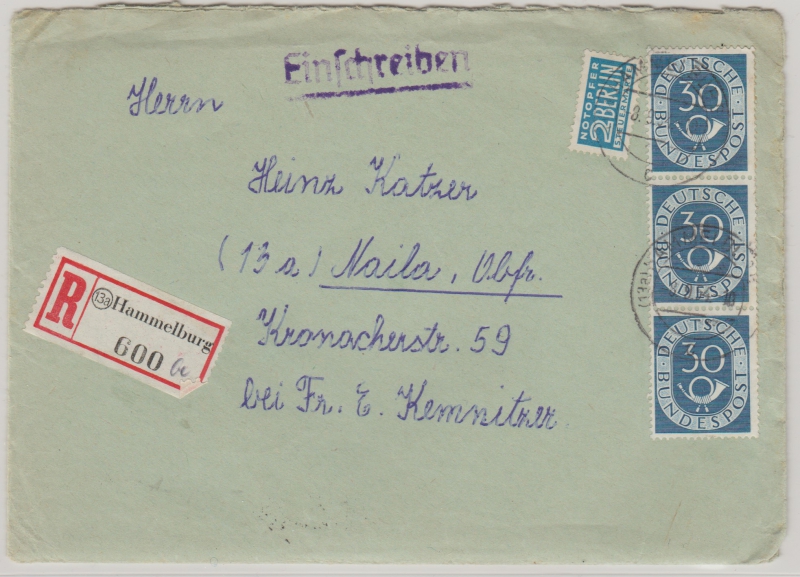 Einschreiben
Herrn
Heinz Katzer
(13a) Naila, Obfr.
Kronacherstr. 59
bei Fr. E. Kemnitzer
R
13a Hammelburg
600 a
NOTOPFER
2 BERLIN
STEUERMARKE
DEUTSCHE
30
BUNDESPOST
DEUTSCHE
30
BUNDESPOST
DEUTSCHE
30
BUNDESPOST